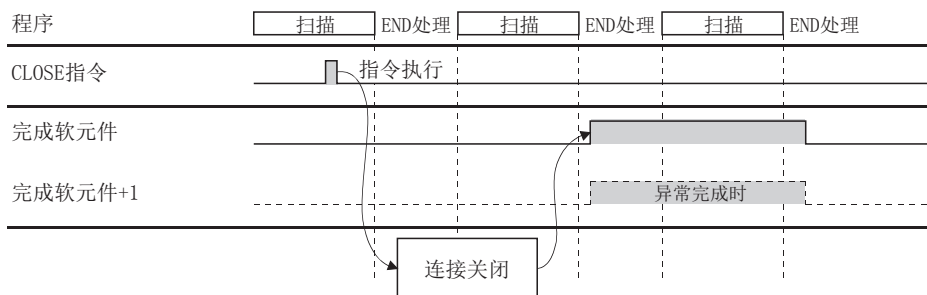 程序
扫描 END处理 扫描 END处理 扫描 END处理
CLOSE指令
指令执行
完成软元件
完成软元件+1
异常完成时
连接关闭